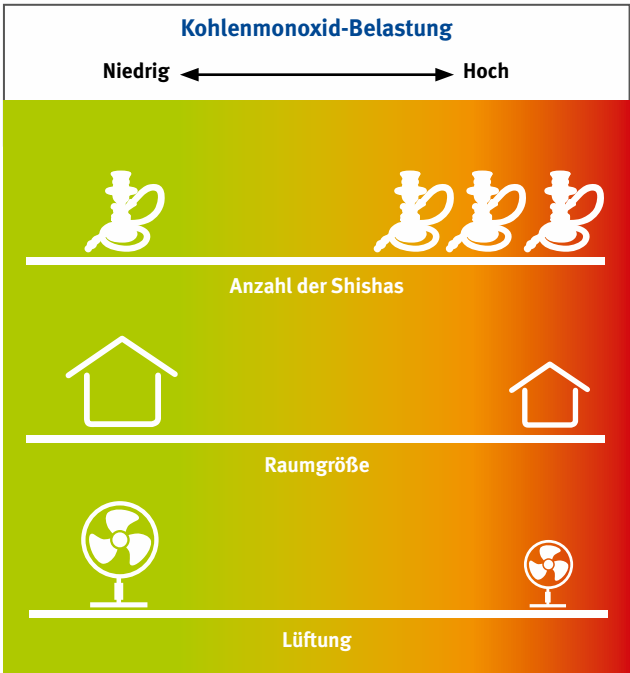 Kohlenmonoxid-Belastung
Niedrig Hoch
Anzahl der Shishas
Raumgröße
Lüftung